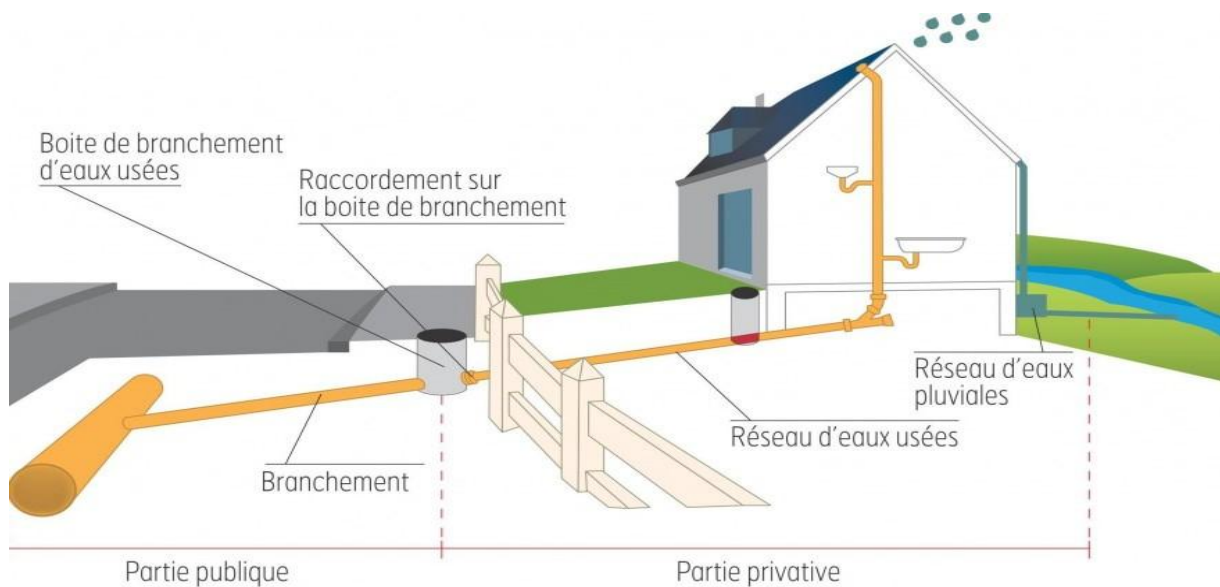 Boite de branchement
d'eaux usées
Raccordement sur
la boite de branchement
Réseau d'eaux
pluviales
Réseau d'eaux usées
Branchement
Partie publique
Partie privative